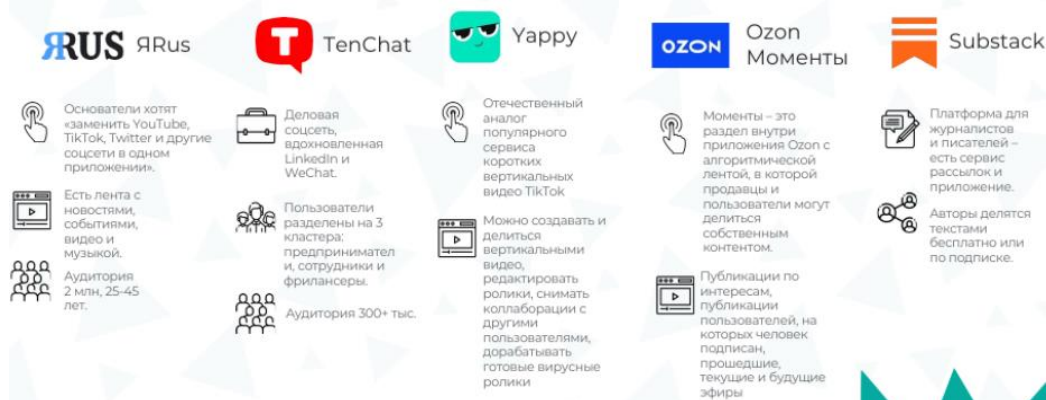 ЯRUS ЯRus
Основатели хотят
«заменить YouTube,
TikTok, Twitter и другие
соцсети в одном
приложении».
Есть лента с
новостями,
событиями,
видео и
музыкой.
Аудитория
2 млн, 25-45
лет.
T TenChat
Деловая
соцсеть,
вдохновленная
LinkedIn и
WeChat.
Пользователи
разделены на 3
кластера:
предпринимател
и, сотрудники и
фрилансеры.
Аудитория 300+ тыс.
Yappy
Отечественный
аналог
популярного
сервиса
коротких
вертикальных
видео TikTok
Можно создавать и
делиться
вертикальными
видео,
редактировать
ролики, снимать
коллаборации с
другими
пользователями,
дорабатывать
готовые вирусные
ролики
OZON Ozon
Моменты
Моменты – это
раздел внутри
приложения Ozon с
алгоритмической
лентой, в которой
продавцы и
пользователи могут
делиться
собственным
контентом.
Публикации по
интересам,
публикации
пользователей, на
которых человек
подписан,
прошедшие,
текущие и будущие
эфиры
Substack
Платформа для
журналистов
и писателей –
есть сервис
рассылок и
приложение.
Авторы делятся
текстами
бесплатно или
по подписке.